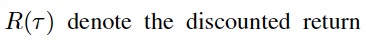 R(τ) denote the discounted return